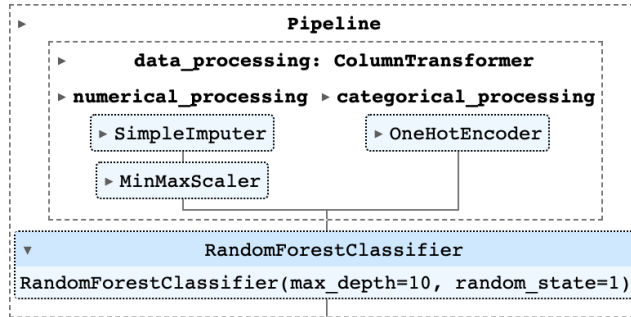 Pipeline
data_processing: ColumnTransformer
numerical_processing categorical_processing
SimpleImputer OneHotEncoder
MinMaxScaler
RandomForestClassifier
RandomForestClassifier(max_depth=10, random_state=1)